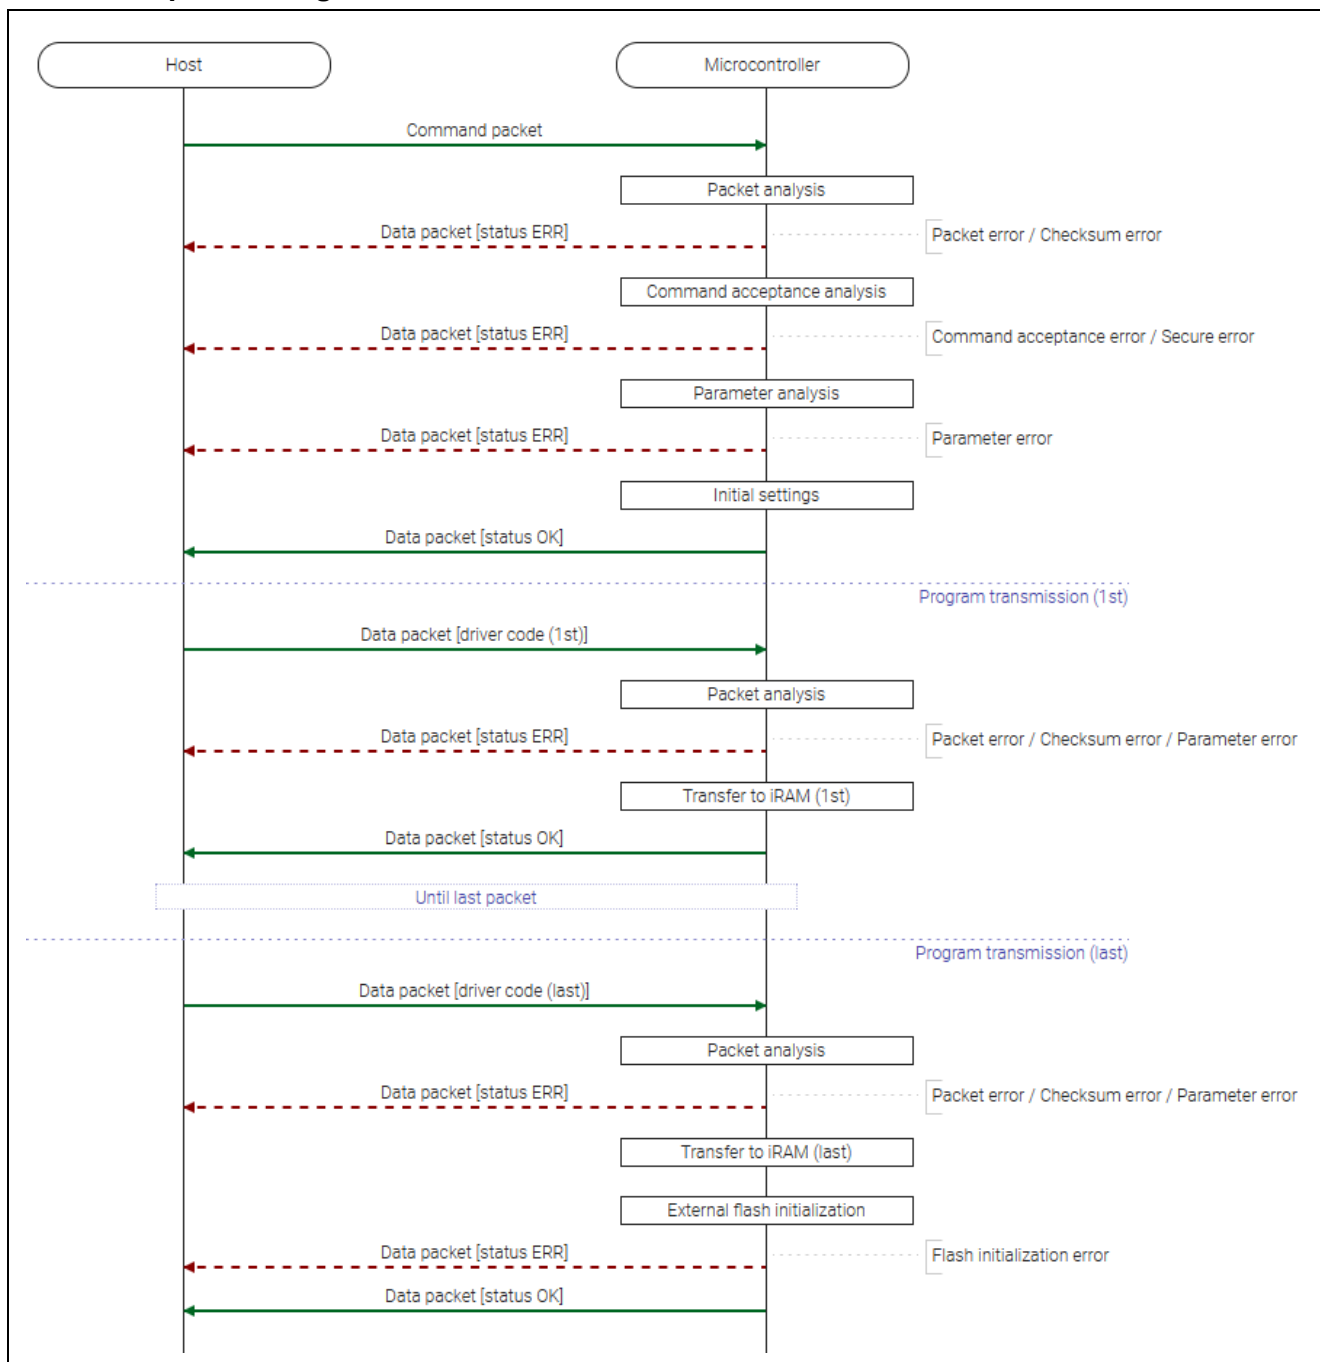 Host
Microcontroller
Command packet
Packet analysis
Data packet [status ERR]
Packet error / Checksum error
Command acceptance analysis
Data packet [status ERR]
Command acceptance error / Secure error
Parameter analysis
Data packet [status ERR]
Parameter error
Initial settings
Data packet [status OK]
Program transmission (1st)
Data packet [driver code (1st)]
Packet analysis
Data packet [status ERR]
Packet error / Checksum error / Parameter error
Transfer to iRAM (1st)
Data packet [status OK]
Until last packet
Program transmission (last)
Data packet [driver code (last)]
Packet analysis
Data packet [status ERR]
Packet error / Checksum error / Parameter error
Transfer to iRAM (last)
External flash initialization
Data packet [status ERR]
Flash initialization error
Data packet [status OK]